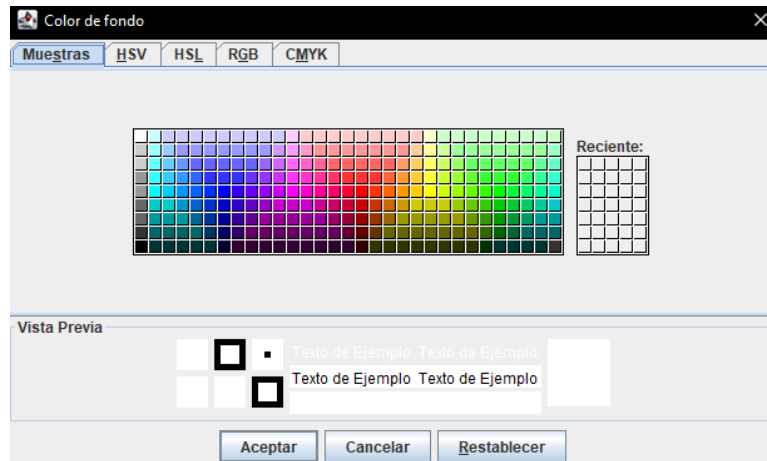 Color de fondo
Muestras HSV HSL RGB CMYK
Reciente:
Vista Previa
Texto de Ejemplo Texto de Ejemplo
Texto de Ejemplo Texto de Ejemplo
Aceptar Cancelar Restablecer